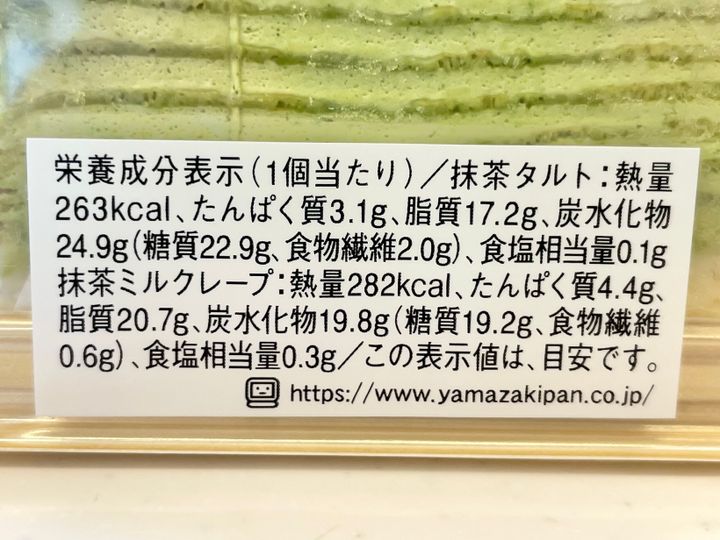 栄養成分表示(1個当たり)／抹茶タルト:熱量
263kcal、たんぱく質3.1g、脂質17.2g、炭水化物
24.9g(糖質22.9g、食物繊維2.0g)、食塩相当量0.1g
抹茶ミルクレープ:熱量282kcal、たんぱく質4.4g、
脂質20.7g、炭水化物19.8g(糖質19.2g、食物繊維
0.6g)、食塩相当量0.3g／この表示値は、目安です。
https://www.yamazakipan.co.jp/